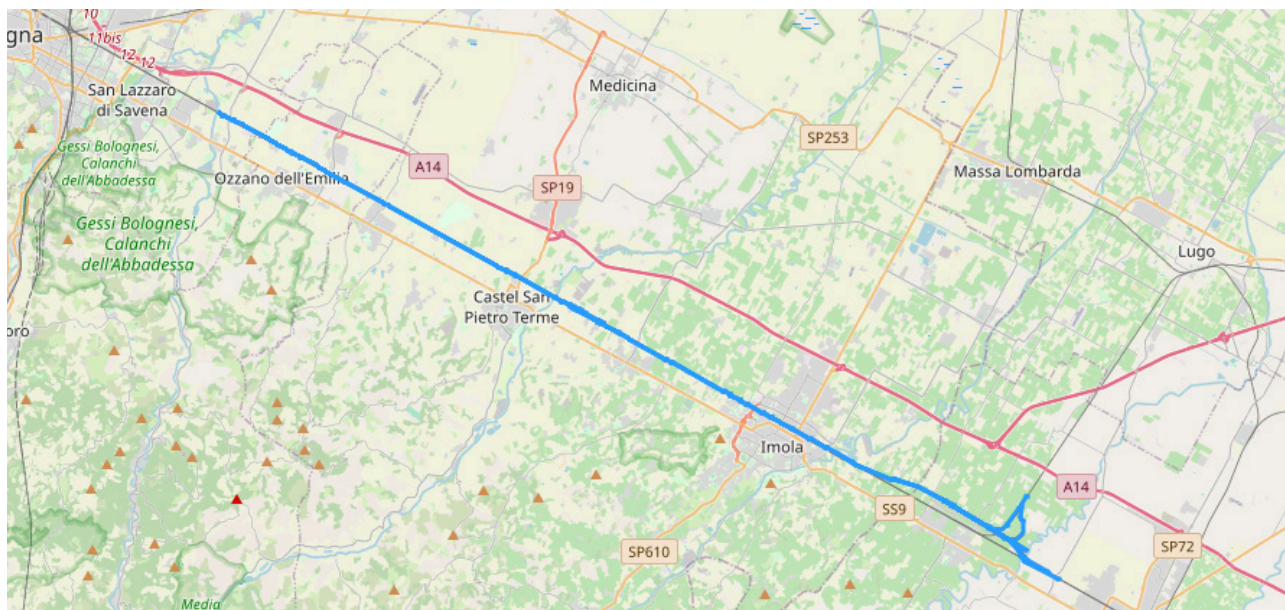 10
gna
11bis
12
12
Medicina
San Lazzaro
di Savena
SP253
Gessi Bolognesi,
Calanchi
dell'Abbadessa
A14
Massa Lombarda
Ozzano dell'Emilia
SP19
Gessi Bolognesi,
Calanchi
dell'Abbadessa
Lugo
Castel San
Pietro Terme
oro
Imola
A14
SS9
SP610
SP72
Media